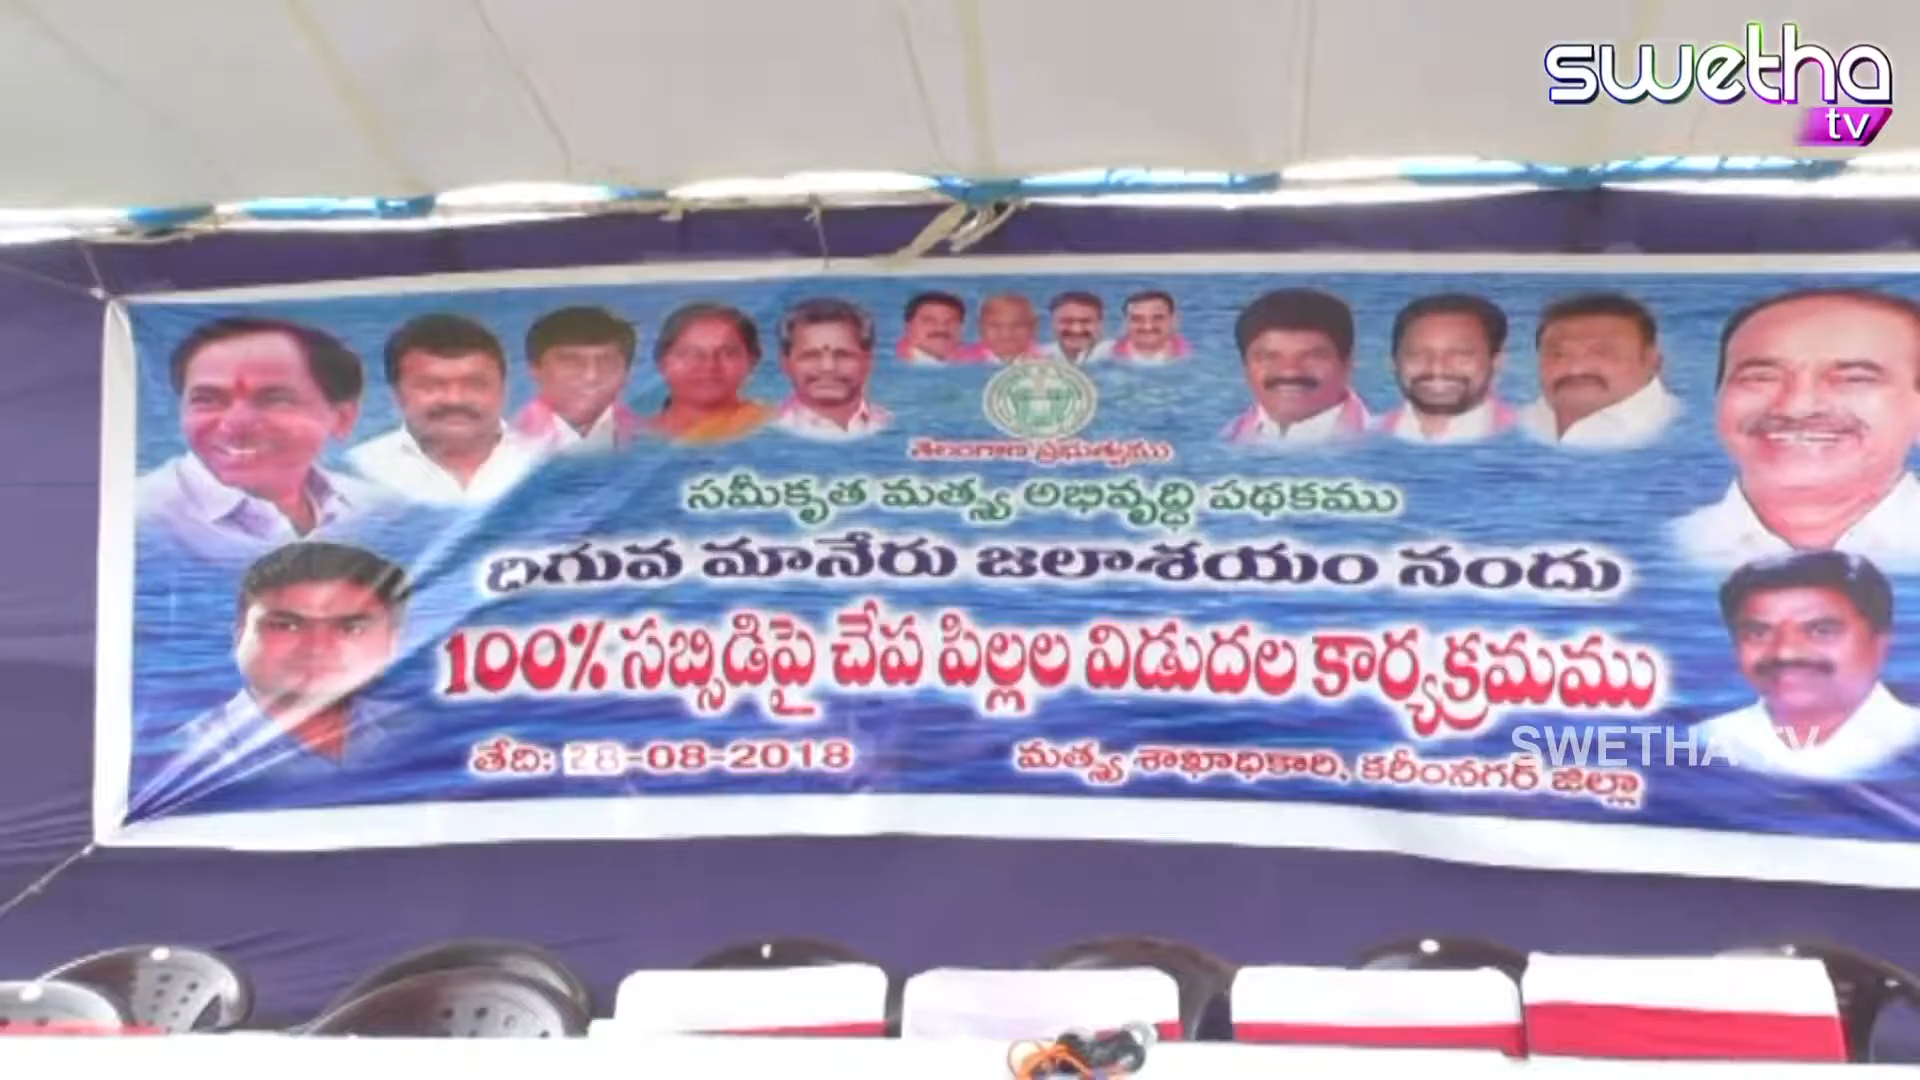 swetha
tv
తెలంగాణ ప్రభుత్వము
సమీకృత మత్స్య అభివృద్ధి పథకము
దిగువ మానేరు జలాశయం నందు
100% సబ్సిడిపై చేప పిల్లల విడుదల కార్యక్రమము
తేది: 28-08-2018
మత్స్య శాఖాధికారి, కరీంనగర్ జిల్లా
SWETHA TV